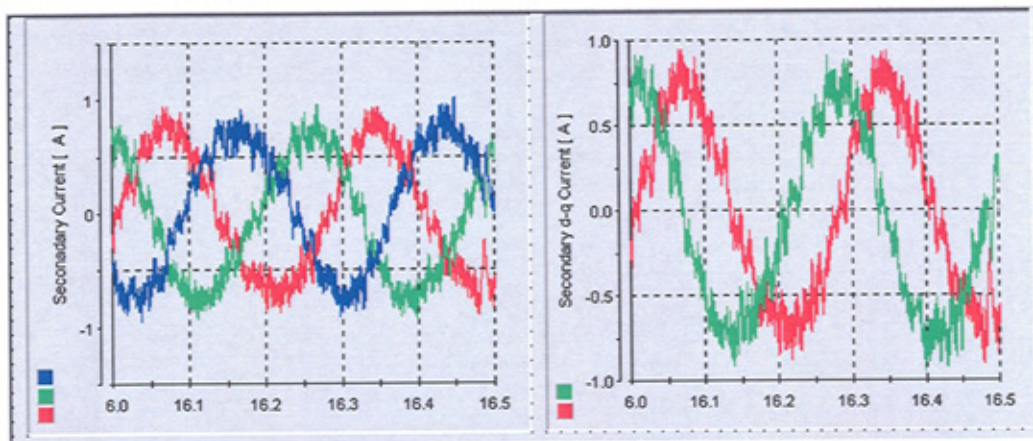 Seconadary Current [ A ]
1
0
-1
6.0 16.1 16.2 16.3 16.4 16.5
Secondary d-q Current [ A ]
1.0
0.5
0.0
-0.5
-1.0
6.0 16.1 16.2 16.3 16.4 16.5